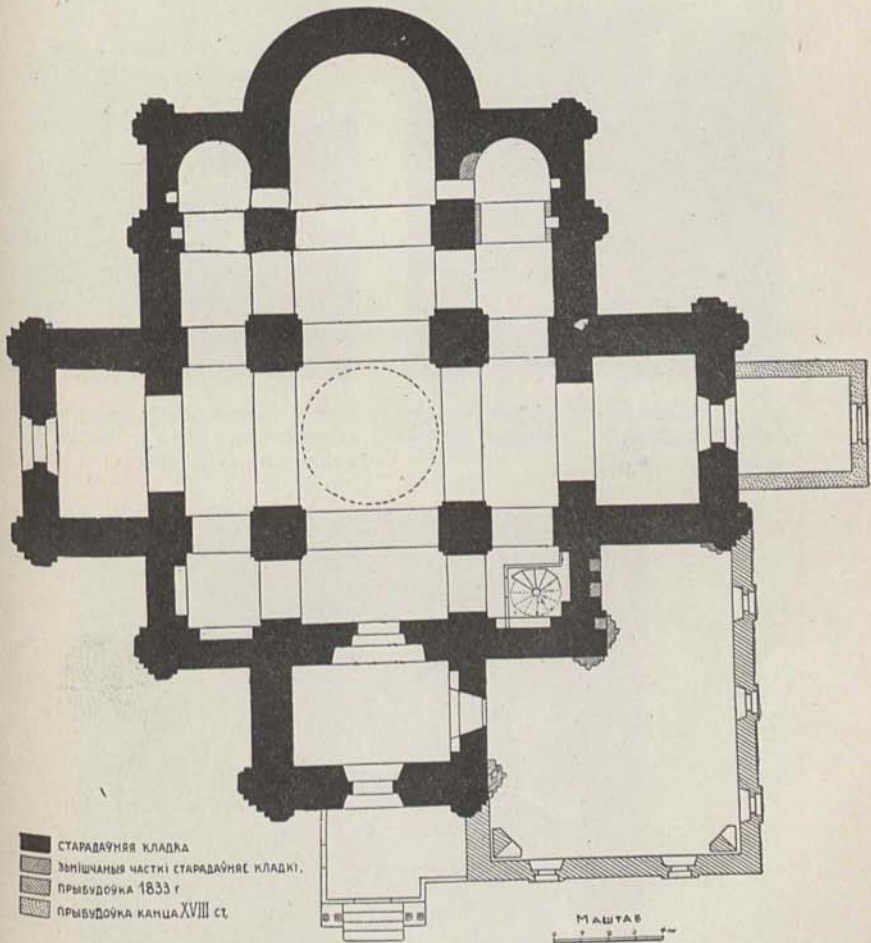 СТАРАДАЎНЯЯ КЛАДКА
ЗЬНІШЧАНЫЯ ЧАСТКІ СТАРАДАЎНЯЕ КЛАДКІ.
ПРЫБУДОЎКА 1833 г
ПРЫБУДОЎКА КАНЦА XVIII СТ.
МАШТАБ